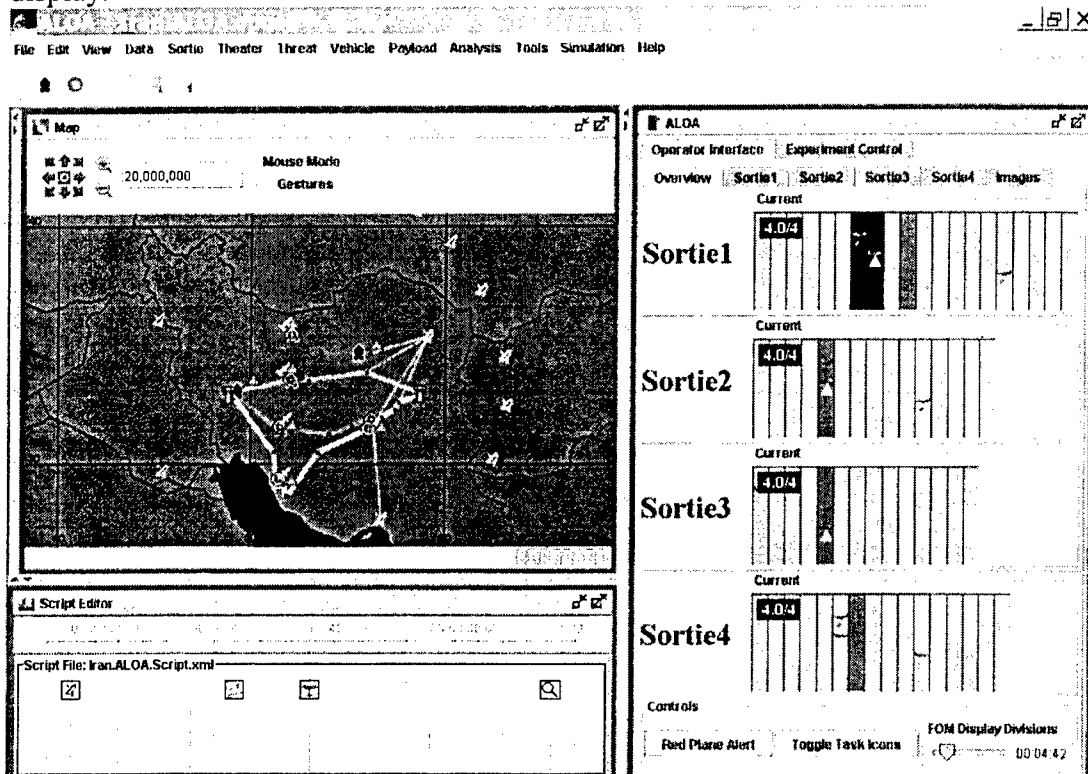 display.
ALOA
File Edit View Data Sortie Theater Threat Vehicle Payload Analysis Tools Simulation Help
Map
20,000,000
Mouse Mode
Gestures
Script Editor
Script File: Iran.ALOA.Script.xml
ALOA
Operator Interface Experiment Control
Overview Sortie1 Sortie2 Sortie3 Sortie4 Images
Current
4.0/4
Sortie1
Current
4.0/4
Sortie2
Current
4.0/4
Sortie3
Current
4.0/4
Sortie4
Controls
Red Plane Alert Toggle Task Icons
FOM Display Divisions
00:04:42